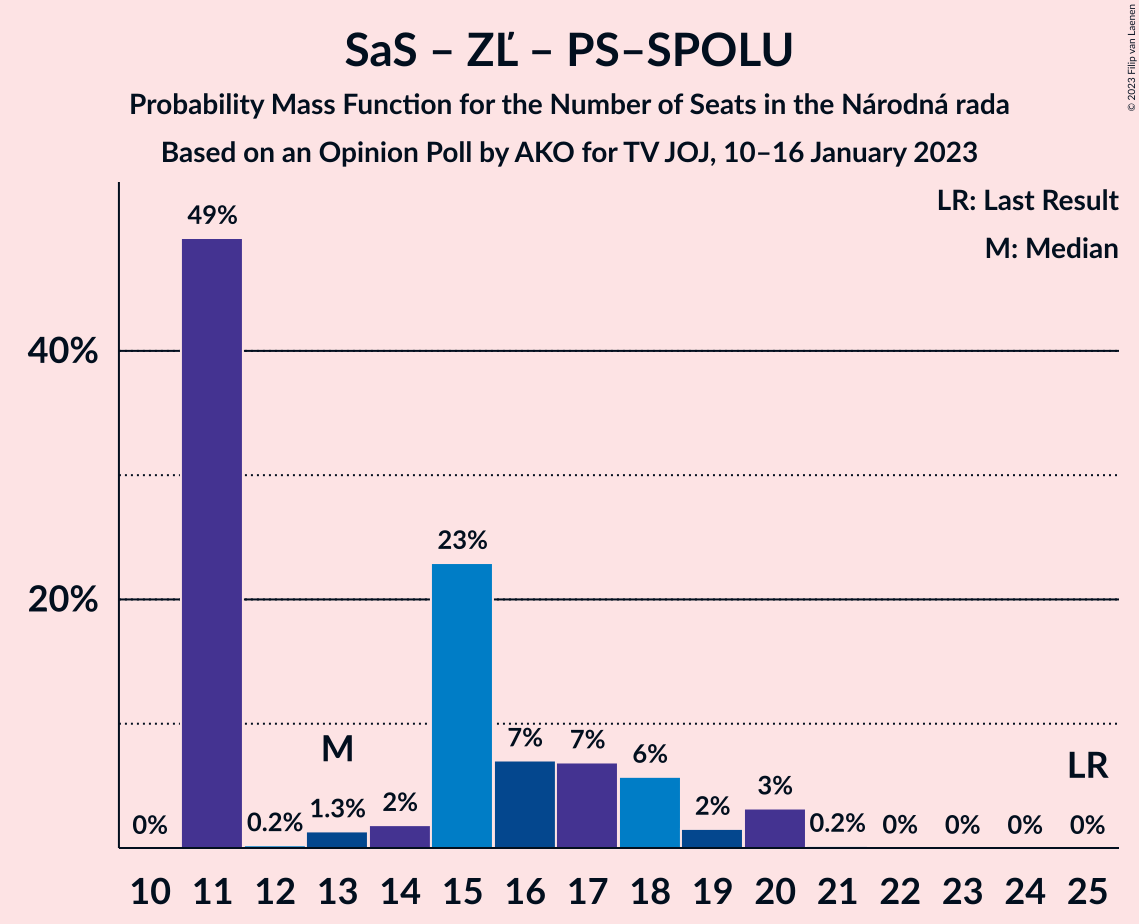 SaS – ZĽ – PS–SPOLU
Probability Mass Function for the Number of Seats in the Národná rada
Based on an Opinion Poll by AKO for TV JOJ, 10–16 January 2023
© 2023 Filip van Laenen
LR: Last Result
M: Median
40%
20%
49%
23%
7%
7%
6%
M
LR
0%
0.2%
1.3%
2%
2%
3%
0.2%
0%
0%
0%
0%
10 11 12 13 14 15 16 17 18 19 20 21 22 23 24 25